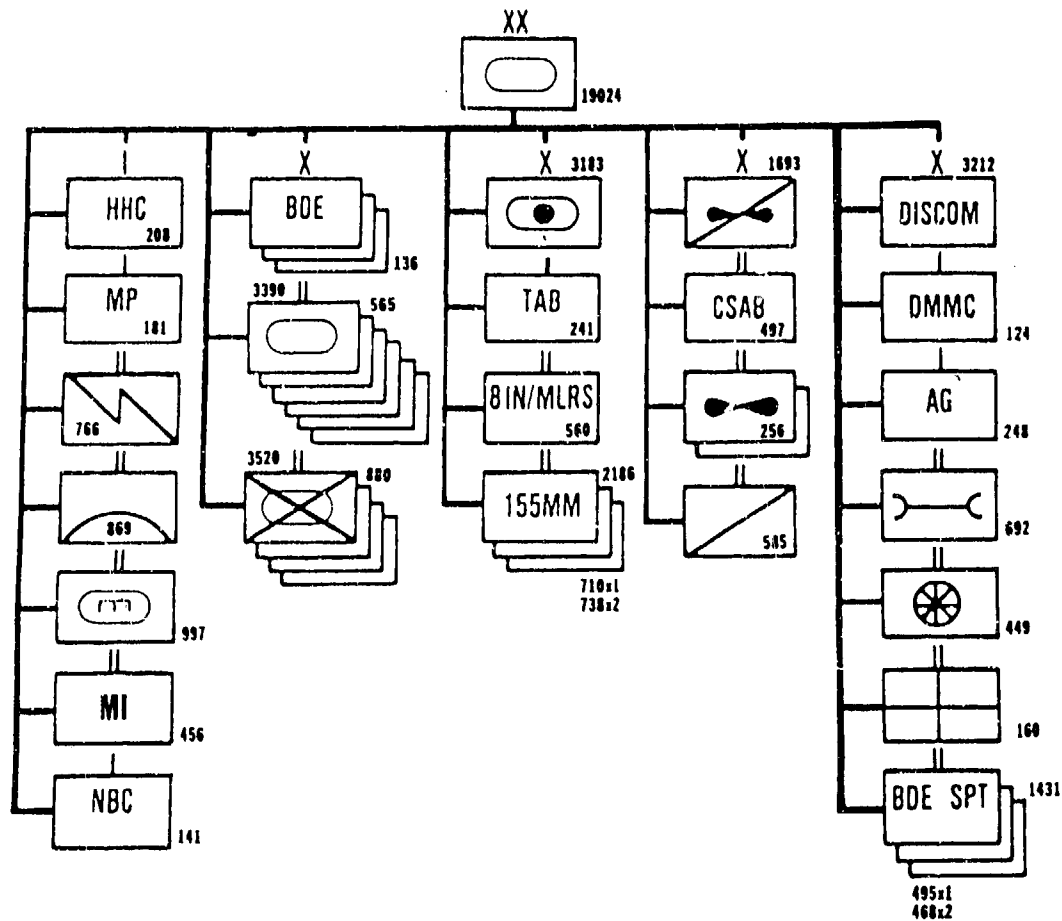 XX
19024
HHC
208
MP
181
766
869
997
MI
456
NBC
141
X
BDE
136
3390
565
3520
880
X
3183
TAB
241
8IN/MLRS
560
2186
155MM
710x1
738x2
X
1693
CSAB
497
256
585
X
3212
DISCOM
DMMC
124
AG
248
692
449
160
1431
BDE SPT
495x1
468x2